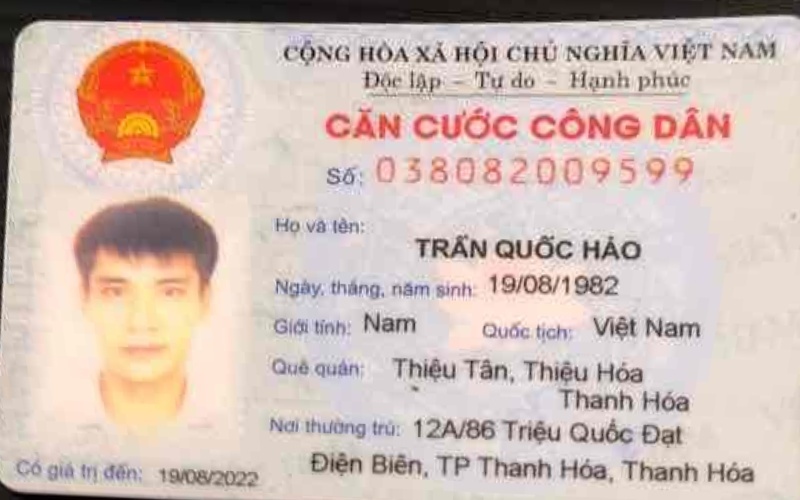 CỘNG HÒA XÃ HỘI CHỦ NGHĨA VIỆT NAM
Độc lập – Tự do – Hạnh phúc
CĂN CƯỚC CÔNG DÂN
Số: 038082009599
Họ và tên:
TRẦN QUỐC HẢO
Ngày, tháng, năm sinh: 19/08/1982
Giới tính: Nam Quốc tịch: Việt Nam
Quê quán: Thiệu Tân, Thiệu Hóa
Thanh Hóa
Nơi thường trú: 12A/86 Triệu Quốc Đạt
Điện Biên, TP Thanh Hóa, Thanh Hóa
Có giá trị đến: 19/08/2022